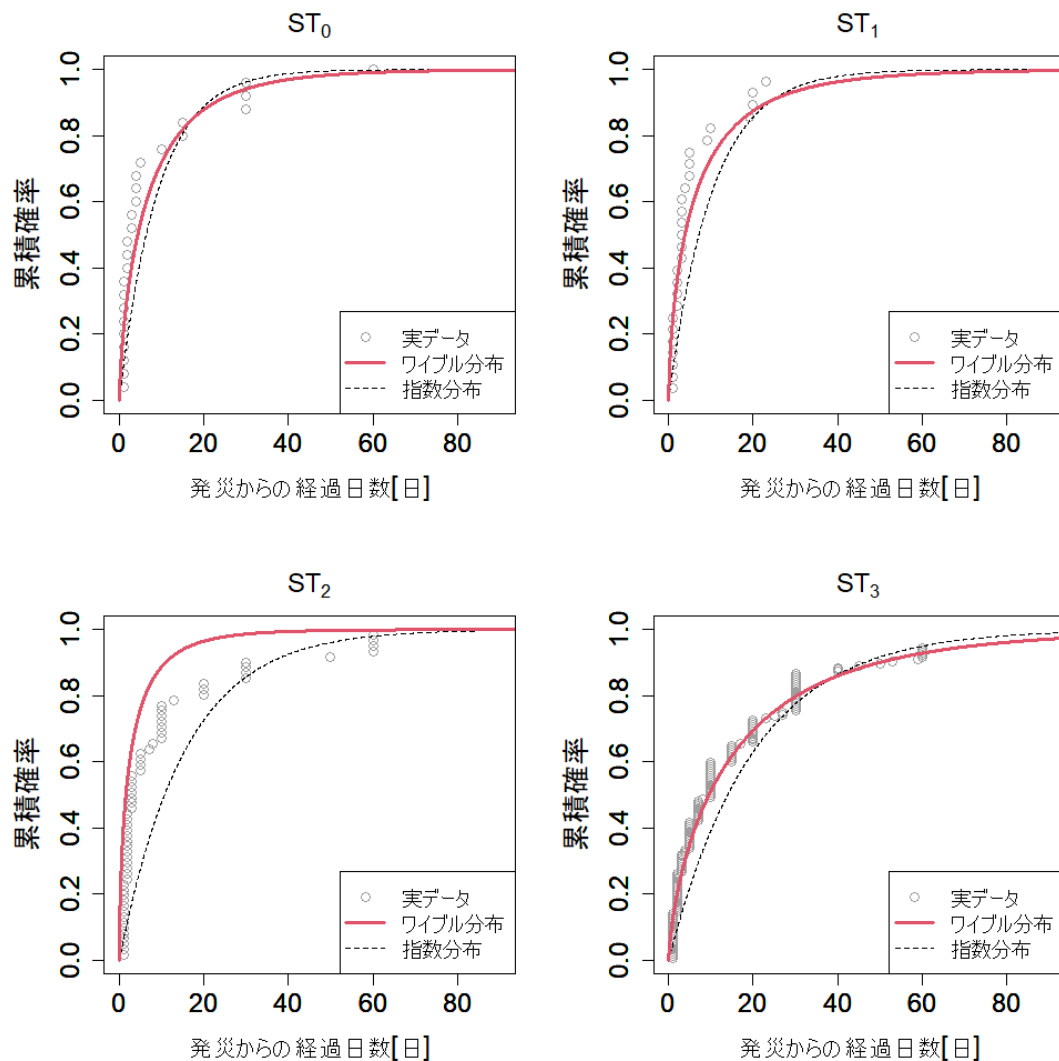 ST₀
1.0
0.8
0.6
0.4
0.2
0.0
累積確率
実データ
ワイブル分布
指数分布
0 20 40 60 80
発災からの経過日数[日]
ST₁
1.0
0.8
0.6
0.4
0.2
0.0
累積確率
実データ
ワイブル分布
指数分布
0 20 40 60 80
発災からの経過日数[日]
ST₂
1.0
0.8
0.6
0.4
0.2
0.0
累積確率
実データ
ワイブル分布
指数分布
0 20 40 60 80
発災からの経過日数[日]
ST₃
1.0
0.8
0.6
0.4
0.2
0.0
累積確率
実データ
ワイブル分布
指数分布
0 20 40 60 80
発災からの経過日数[日]